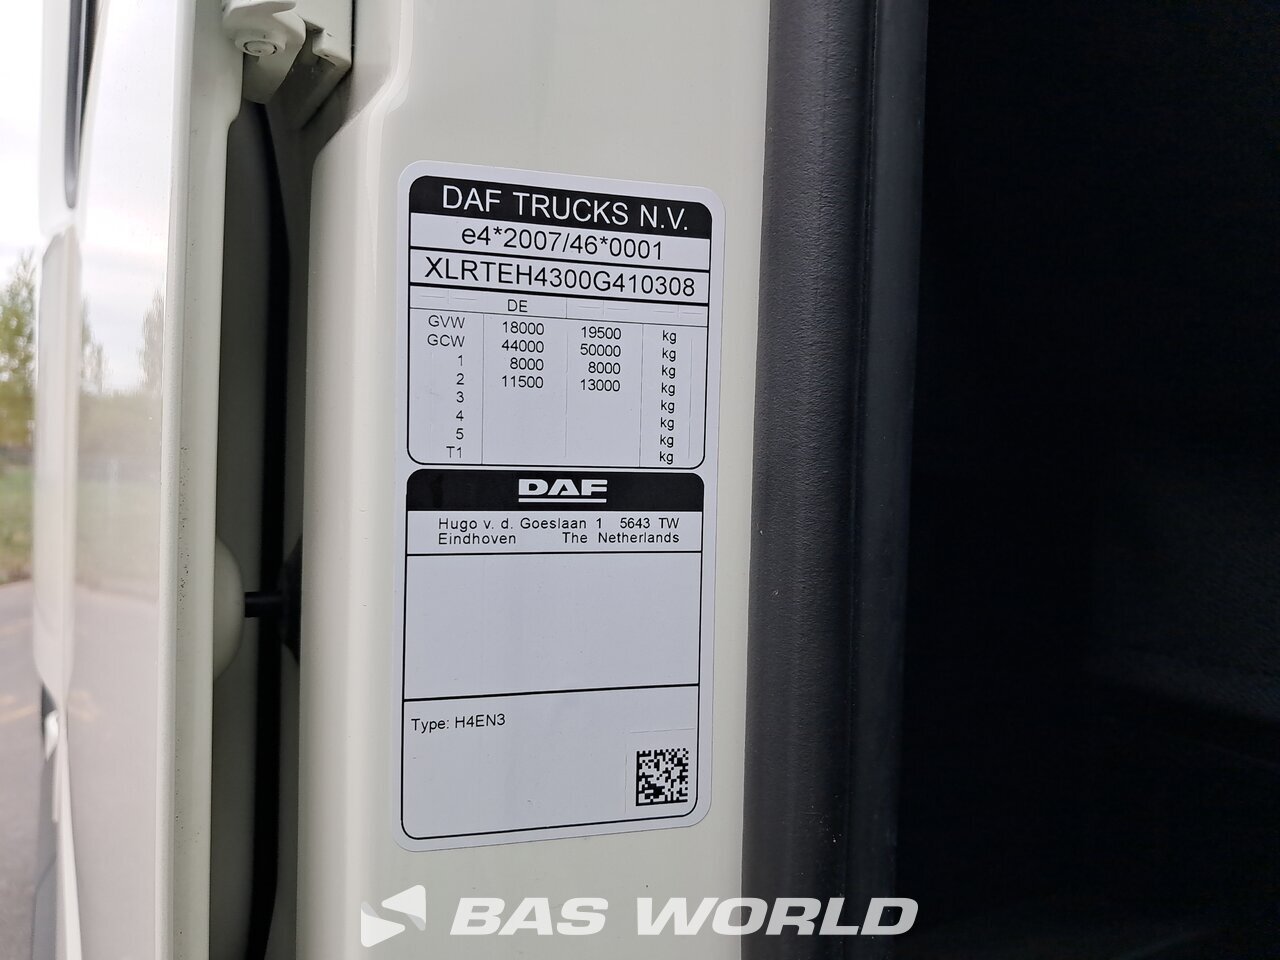 DAF TRUCKS N.V.
e4*2007/46*0001
XLRTEH4300G410308
DE
GVW 18000 19500 kg
GCW 44000 50000 kg
1 8000 8000 kg
2 11500 13000 kg
3 kg
4 kg
5 kg
T1 kg
DAF
Hugo v. d. Goeslaan 1 5643 TW
Eindhoven The Netherlands
Type: H4EN3
BAS WORLD